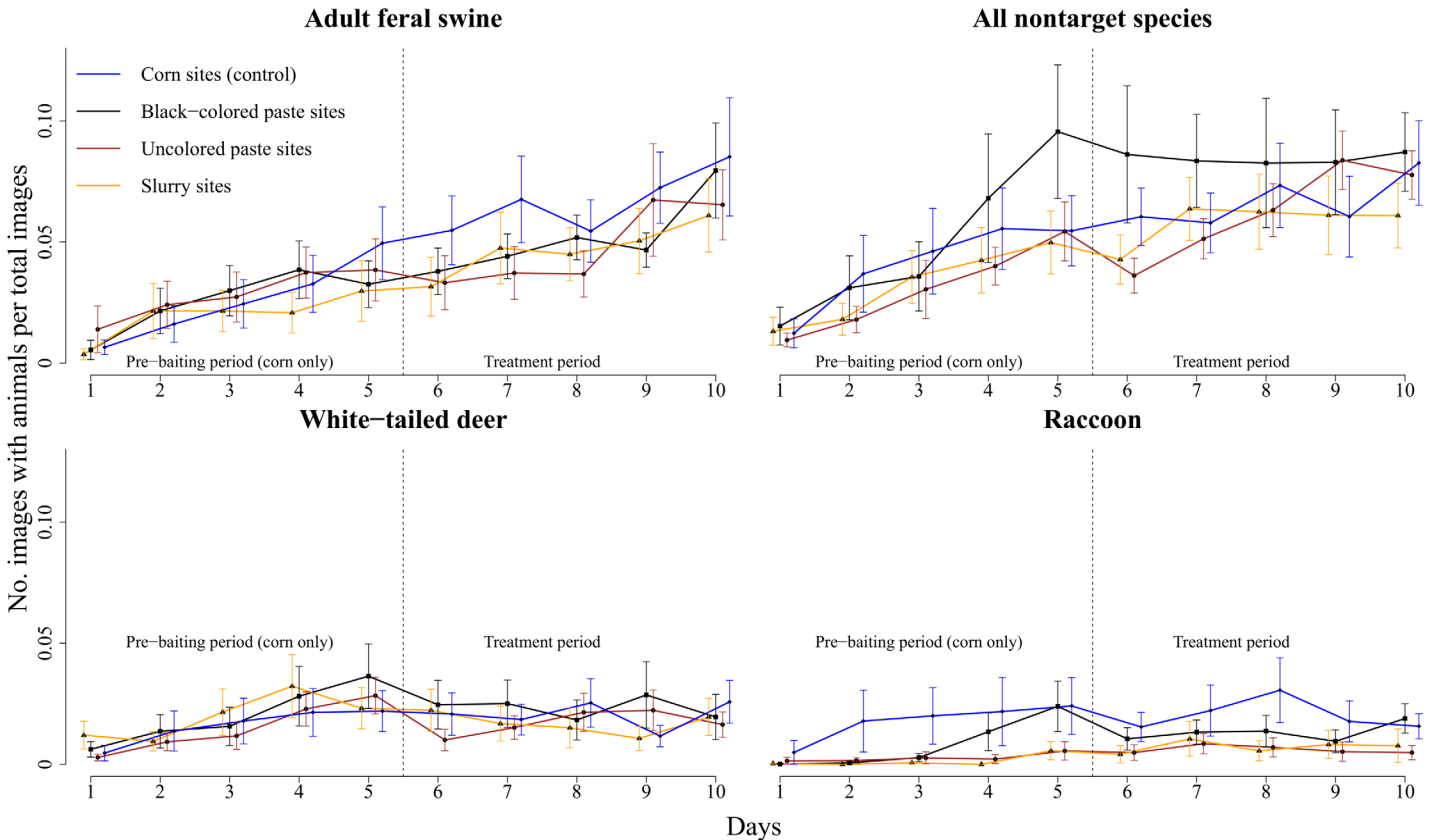 Adult feral swine
All nontarget species
Corn sites (control)
Black−colored paste sites
Uncolored paste sites
Slurry sites
0.10
0.05
0
Pre−baiting period (corn only)
Treatment period
Pre−baiting period (corn only)
Treatment period
1 2 3 4 5 6 7 8 9 10
1 2 3 4 5 6 7 8 9 10
No. images with animals per total images
White−tailed deer
Raccoon
0.10
0.05
0
Pre−baiting period (corn only)
Treatment period
Pre−baiting period (corn only)
Treatment period
1 2 3 4 5 6 7 8 9 10
1 2 3 4 5 6 7 8 9 10
Days